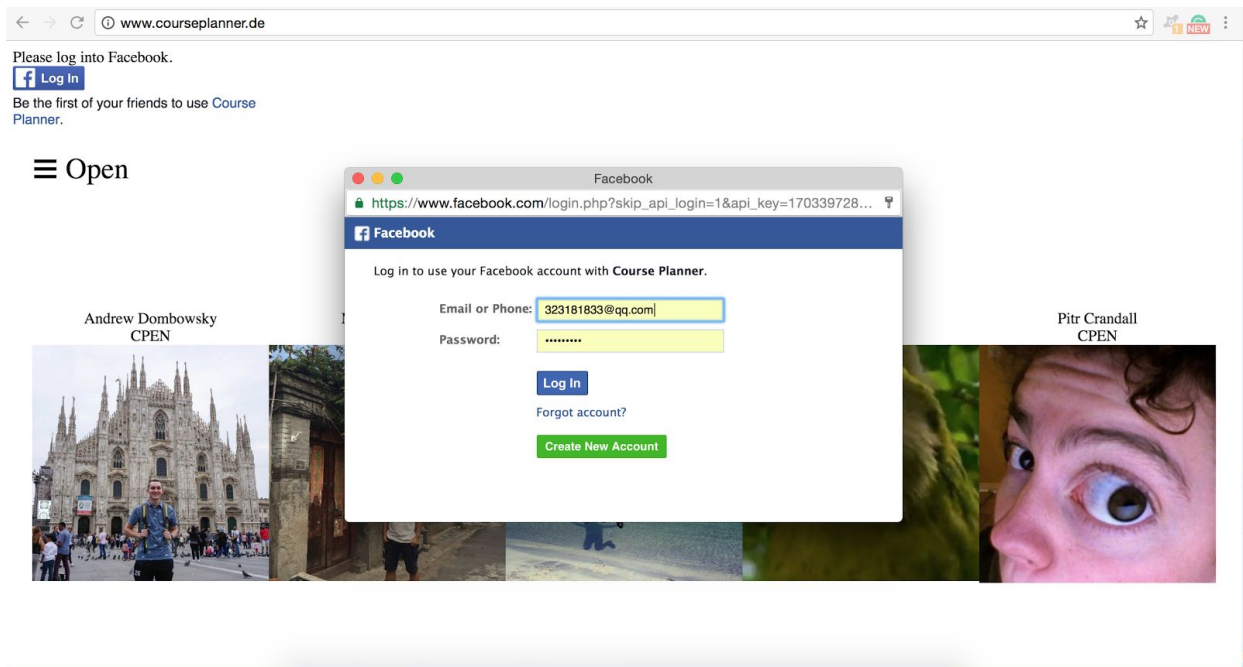 www.courseplanner.de
NEW
Please log into Facebook.
Log In
Be the first of your friends to use Course
Planner.
Open
Facebook
https://www.facebook.com/login.php?skip_api_login=1&api_key=170339728...
Facebook
Log in to use your Facebook account with Course Planner.
Email or Phone: 323181833@qq.com
Password: •••••••••
Log In
Forgot account?
Create New Account
Andrew Dombowsky
CPEN
Pitr Crandall
CPEN